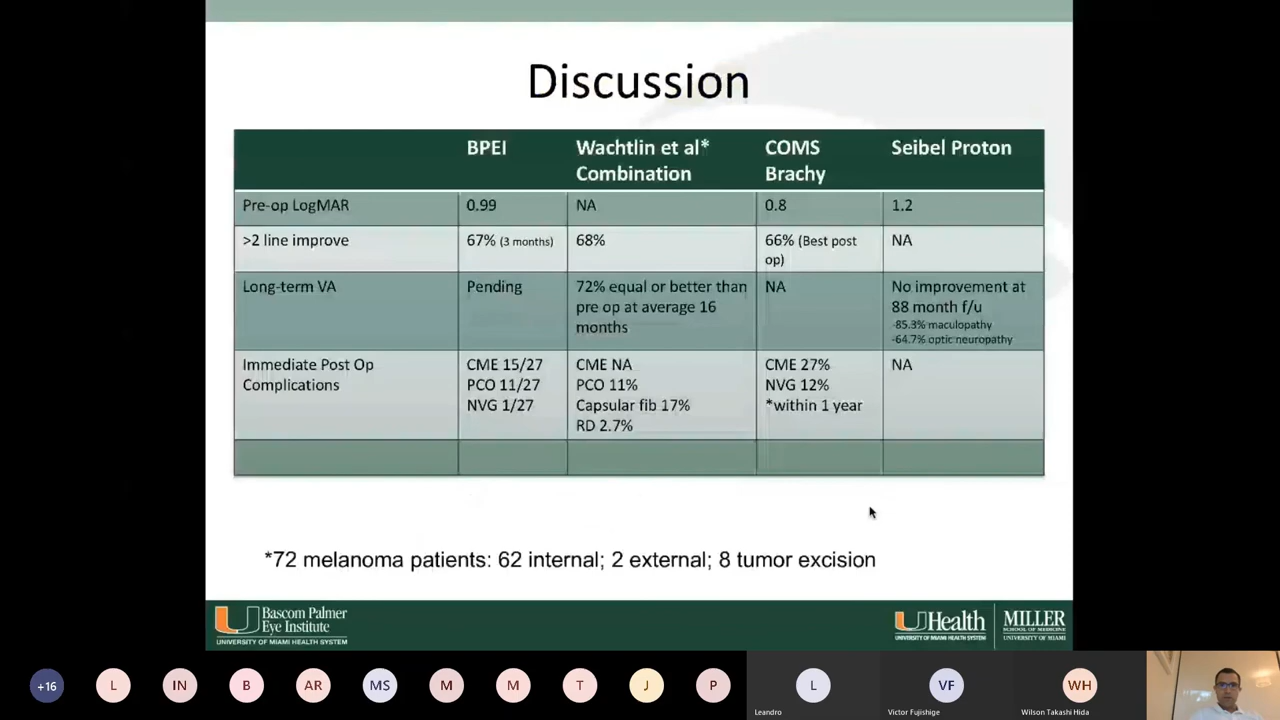 Discussion
BPEI
Wachtlin et al*
Combination
COMS
Brachy
Seibel Proton
Pre-op LogMAR
0.99
NA
0.8
1.2
>2 line improve
67% (3 months)
68%
66% (Best post
op)
NA
Long-term VA
Pending
72% equal or better than
pre op at average 16
months
NA
No improvement at
88 month f/u
-85.3% maculopathy
-64.7% optic neuropathy
Immediate Post Op
Complications
CME 15/27
PCO 11/27
NVG 1/27
CME NA
PCO 11%
Capsular fib 17%
RD 2.7%
CME 27%
NVG 12%
*within 1 year
NA
*72 melanoma patients: 62 internal; 2 external; 8 tumor excision
Bascom Palmer
Eye Institute
UNIVERSITY OF MIAMI HEALTH SYSTEM
UHealth
UNIVERSITY OF MIAMI HEALTH SYSTEM
MILLER
SCHOOL OF MEDICINE
UNIVERSITY OF MIAMI
+16
L
IN
B
AR
MS
M
M
T
J
P
L
Leandro
VF
Victor Fujishige
WH
Wilson Takashi Hida